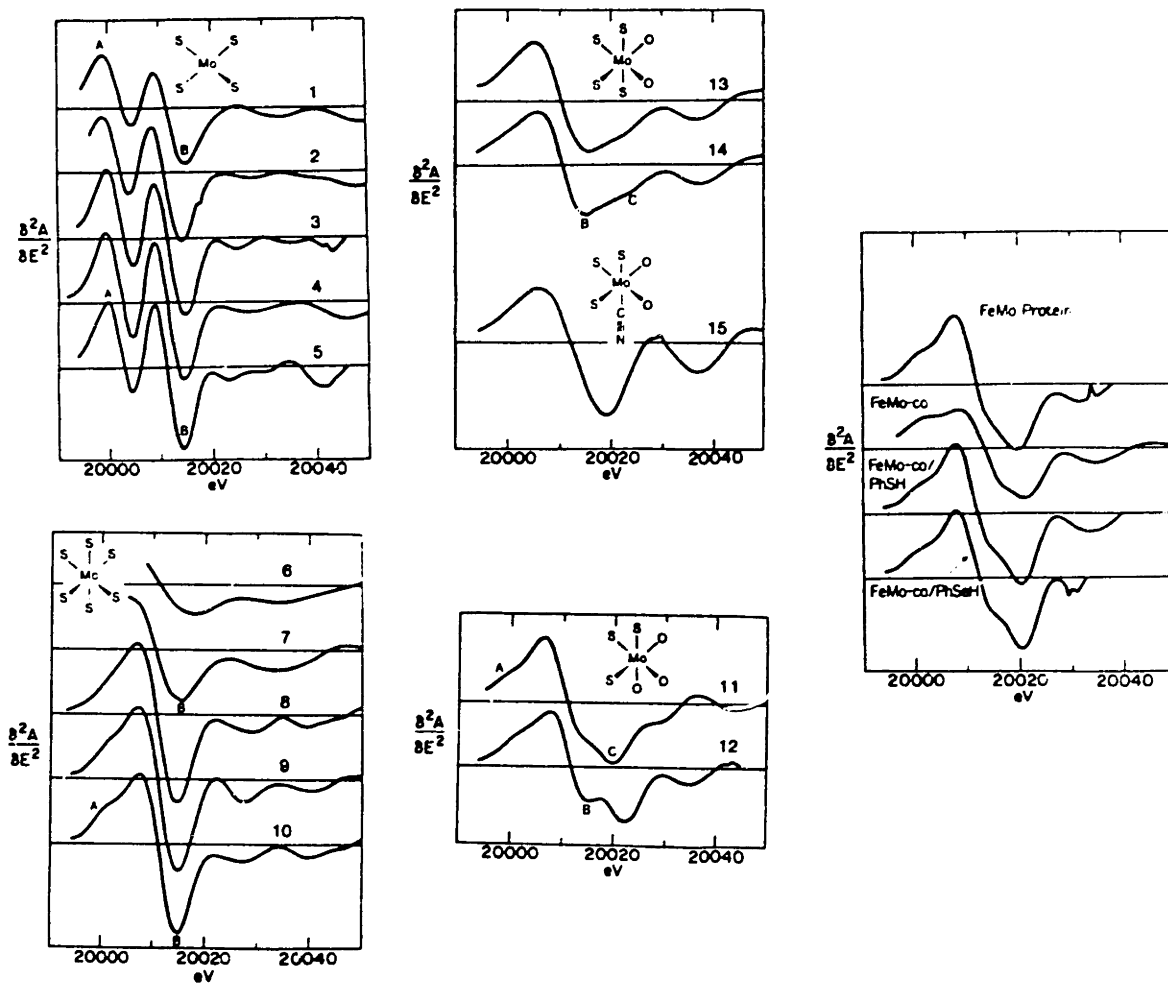 A
S
S
Mo
S
S
1
B
2
3
4
A
5
B
δ²A
δE²
20000
20020
20040
eV
S
S
S
Mo
S
S
S
6
7
B
8
9
A
10
B
δ²A
δE²
20000
20020
20040
eV
S
S
O
Mo
S
S
O
13
14
B
C
S
S
O
Mo
S
O
C
N
15
δ²A
δE²
20000
20020
20040
eV
A
S
S
O
Mo
S
O
O
11
C
12
B
δ²A
δE²
20000
20020
20040
eV
FeMo Protein
FeMo-co
FeMo-co/
PhSH
FeMo-co/PhSeH
δ²A
δE²
20000
20020
20040
eV